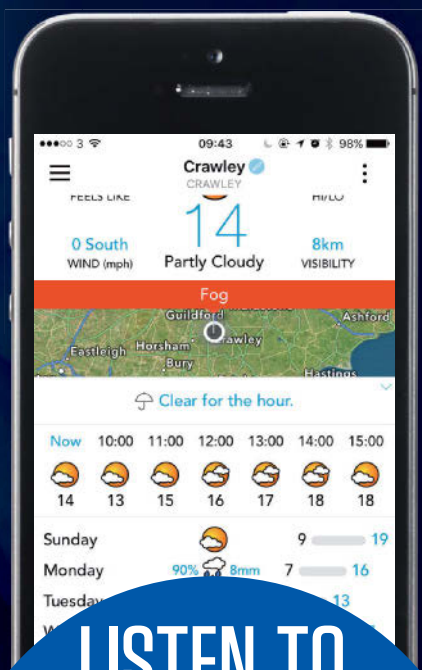 3 09:43 98%
Crawley
CRAWLEY
FEELS LIKE HI/LO
14
0 South 8km
WIND (mph) Partly Cloudy VISIBILITY
Fog
Guildford
Ashford
Crawley
Eastleigh Horsham
Bury
Hastings
Clear for the hour.
Now 10:00 11:00 12:00 13:00 14:00 15:00
14 13 15 16 17 18 18
Sunday 9 19
Monday 90% 8mm 7 16
Tuesday 13
LISTEN TO